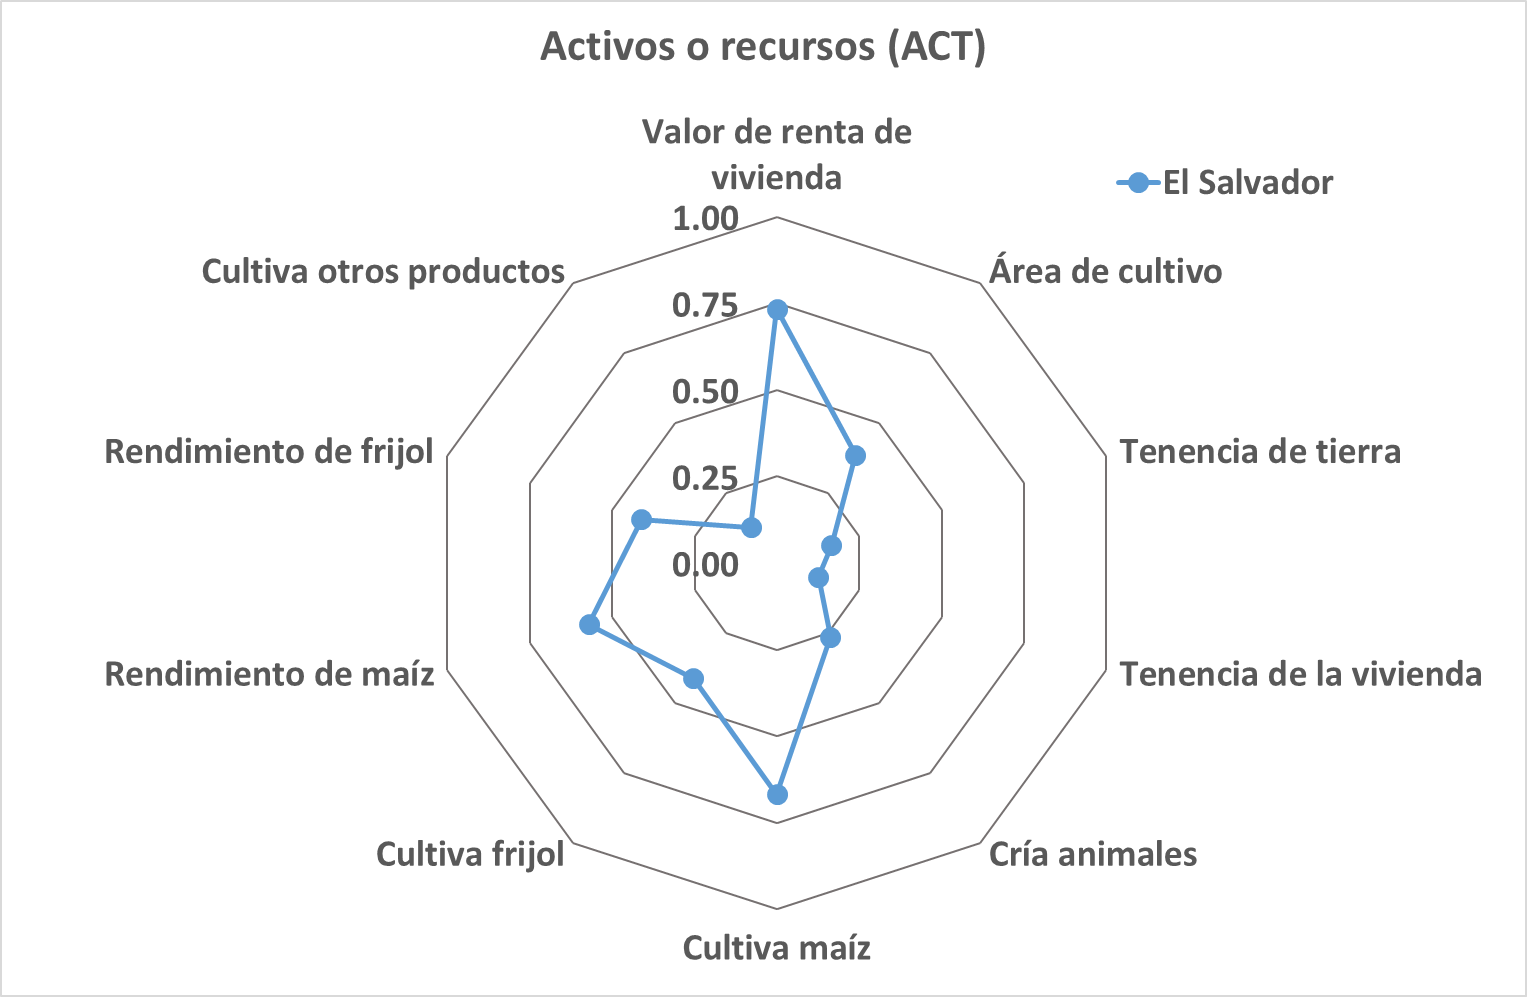 Activos o recursos (ACT)
Valor de renta de
vivienda
El Salvador
1.00
Cultiva otros productos
Área de cultivo
0.75
0.50
Rendimiento de frijol
Tenencia de tierra
0.25
0.00
Rendimiento de maíz
Tenencia de la vivienda
Cultiva frijol
Cría animales
Cultiva maíz